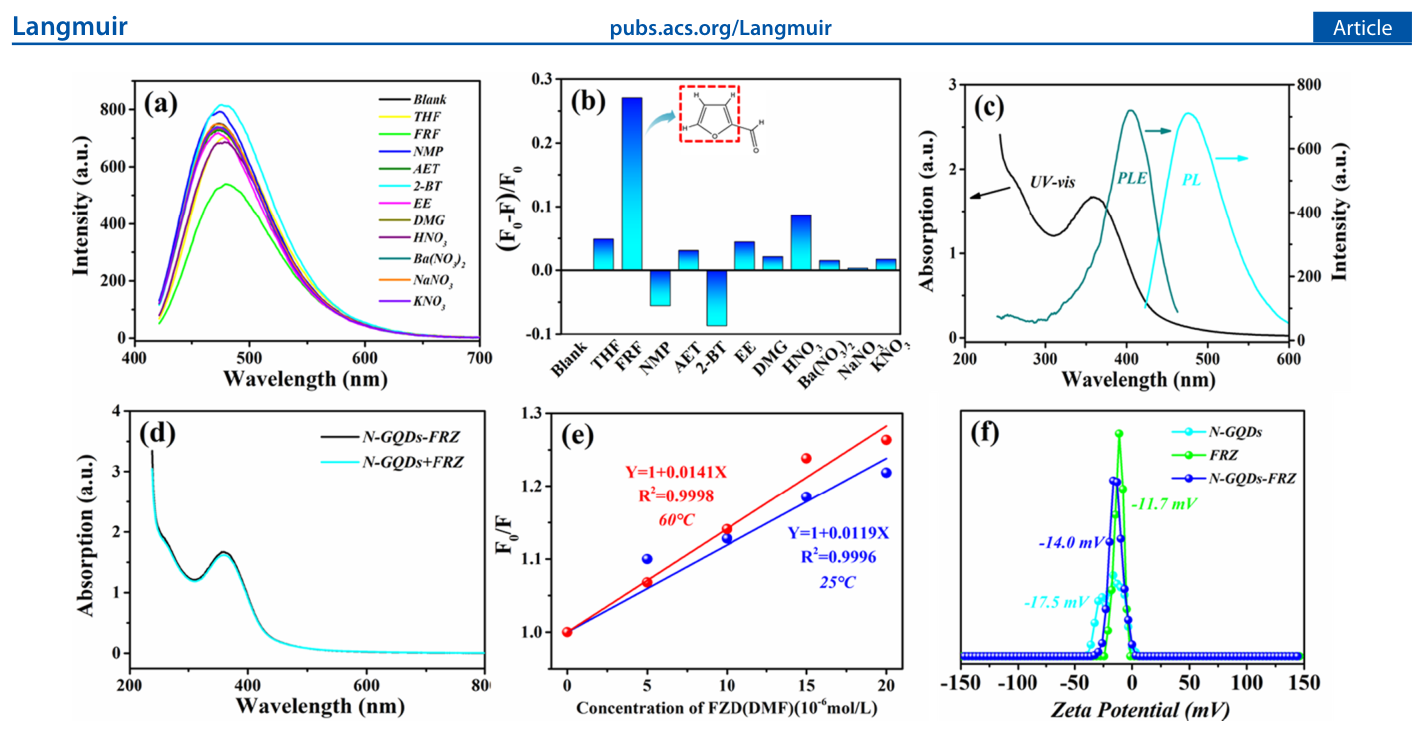 Langmuir
pubs.acs.org/Langmuir
Article
(a)
Intensity (a.u.)
800
600
400
200
0
400
500
600
700
Wavelength (nm)
Blank
THF
FRF
NMP
AET
2-BT
EE
DMG
HNO3
Ba(NO3)2
NaNO3
KNO3
(b)
(F0-F)/F0
0.3
0.2
0.1
0.0
-0.1
H
H
H
O
H
O
Blank
THF
FRF
NMP
AET
2-BT
EE
DMG
HNO3
Ba(NO3)2
NaNO3
KNO3
(c)
Absorption (a.u.)
3
2
1
0
UV-vis
PLE
PL
800
600
400
200
0
Intensity (a.u.)
200
300
400
500
600
Wavelength (nm)
(d)
Absorption (a.u.)
4
3
2
1
0
N-GQDs-FRZ
N-GQDs+FRZ
200
400
600
80
Wavelength (nm)
(e)
F0/F
1.3
1.2
1.1
1.0
Y=1+0.0141X
R2=0.9998
60°C
Y=1+0.0119X
R2=0.9996
25°C
0
5
10
15
20
Concentration of FZD(DMF)(10-6mol/L)
(f)
N-GQDs
FRZ
N-GQDs-FRZ
-11.7 mV
-14.0 mV
-17.5 mV
-150
-100
-50
0
50
100
150
Zeta Potential (mV)